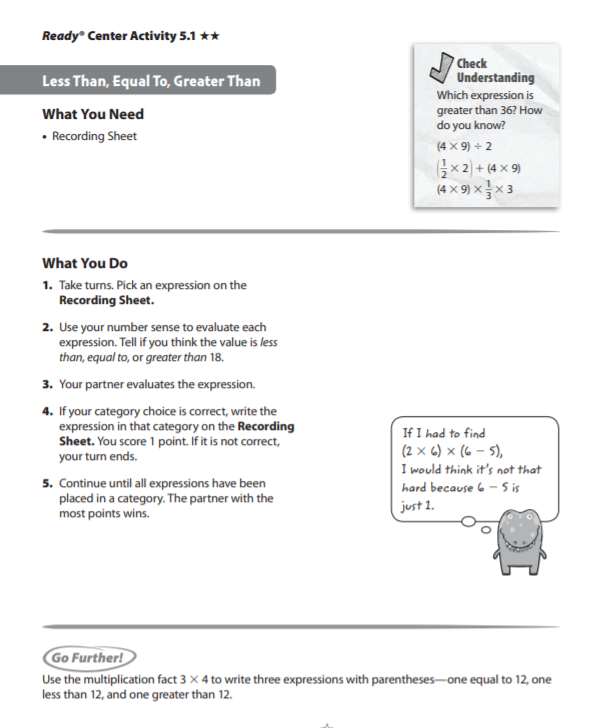 Ready® Center Activity 5.1 ★★
Less Than, Equal To, Greater Than
What You Need
• Recording Sheet
Check
Understanding
Which expression is
greater than 36? How
do you know?
(4 × 9) ÷ 2
(1/2 × 2) + (4 × 9)
(4 × 9) × 1/3 × 3
What You Do
1. Take turns. Pick an expression on the
Recording Sheet.
2. Use your number sense to evaluate each
expression. Tell if you think the value is less
than, equal to, or greater than 18.
3. Your partner evaluates the expression.
4. If your category choice is correct, write the
expression in that category on the Recording
Sheet. You score 1 point. If it is not correct,
your turn ends.
5. Continue until all expressions have been
placed in a category. The partner with the
most points wins.
If I had to find
(2 × 6) × (6 – 5),
I would think it's not that
hard because 6 – 5 is
just 1.
Go Further!
Use the multiplication fact 3 × 4 to write three expressions with parentheses—one equal to 12, one
less than 12, and one greater than 12.